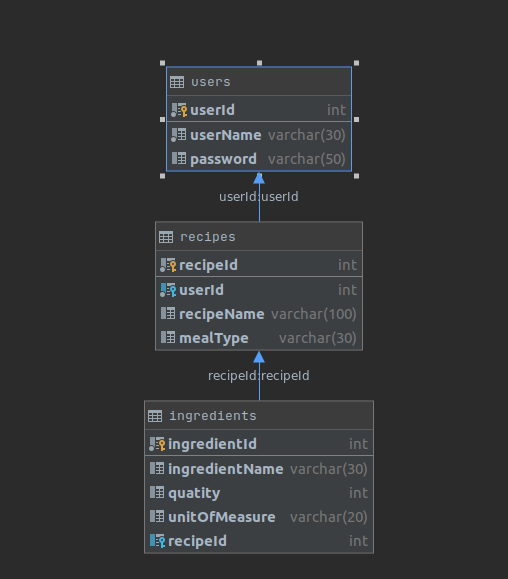 users
userId int
userName varchar(30)
password varchar(50)
userId:userId
recipes
recipeId int
userId int
recipeName varchar(100)
mealType varchar(30)
recipeId:recipeId
ingredients
ingredientId int
ingredientName varchar(30)
quatity int
unitOfMeasure varchar(20)
recipeId int